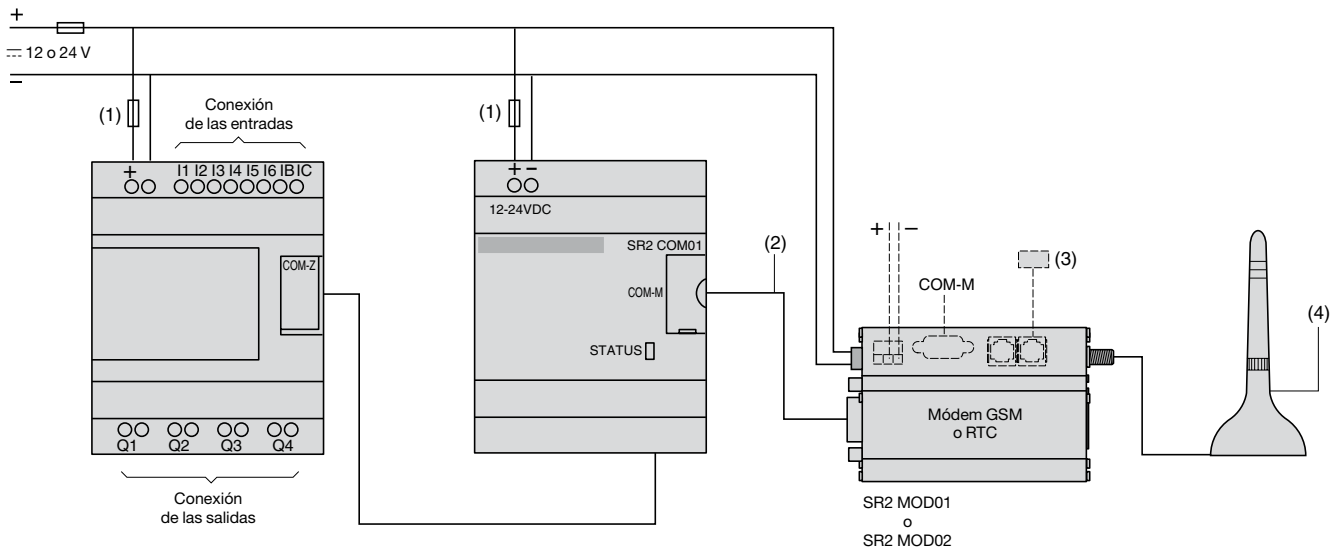 +
12 o 24 V
–
(1)
Conexión
de las entradas
(1)
+
I1 I2 I3 I4 I5 I6 IB IC
COM-Z
Q1 Q2 Q3 Q4
Conexión
de las salidas
+ –
12-24VDC
SR2 COM01
COM-M
STATUS
(2)
+ –
COM-M
(3)
(4)
Módem GSM
o RTC
SR2 MOD01
o
SR2 MOD02